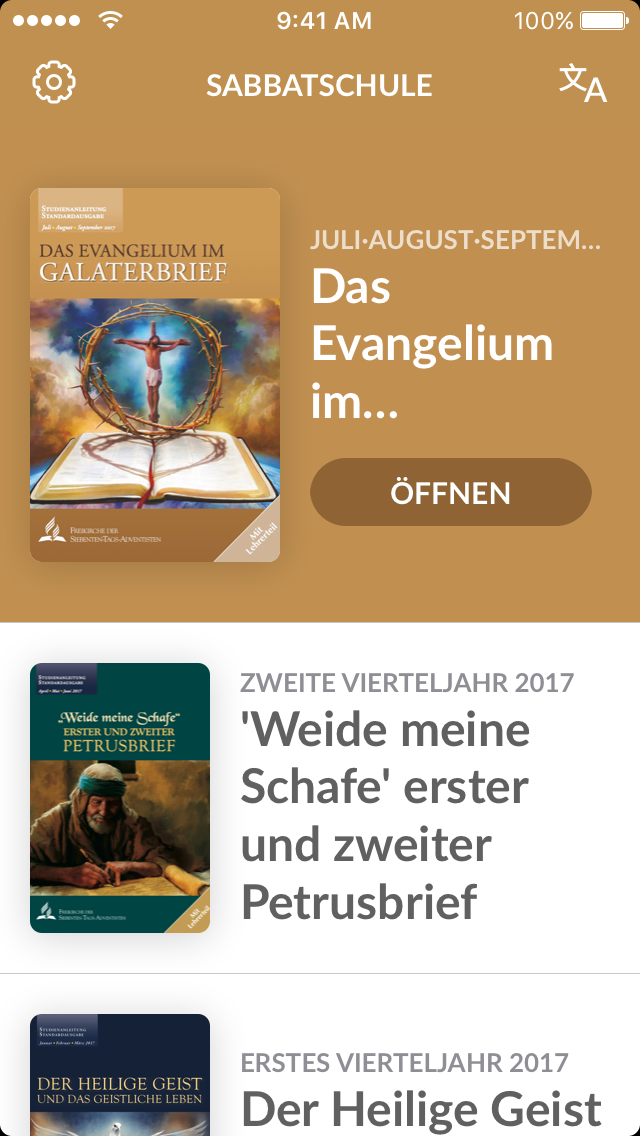 9:41 AM
100%
SABBATSCHULE
文A
STUDIENANLEITUNG
STANDARDAUSGABE
Juli • August • September 2017
DAS EVANGELIUM IM
GALATERBRIEF
FREIKIRCHE DER
SIEBENTEN-TAGS-ADVENTISTEN
Mit
Lehrerteil
JULI·AUGUST·SEPTEM...
Das
Evangelium
im...
ÖFFNEN
STUDIENANLEITUNG
STANDARDAUSGABE
April • Mai • Juni 2017
„Weide meine Schafe“
ERSTER UND ZWEITER
PETRUSBRIEF
FREIKIRCHE DER
SIEBENTEN-TAGS-ADVENTISTEN
Mit
Lehrerteil
ZWEITE VIERTELJAHR 2017
'Weide meine
Schafe' erster
und zweiter
Petrusbrief
STUDIENANLEITUNG
STANDARDAUSGABE
Januar • Februar • März 2017
DER HEILIGE GEIST
UND DAS GEISTLICHE LEBEN
ERSTES VIERTELJAHR 2017
Der Heilige Geist